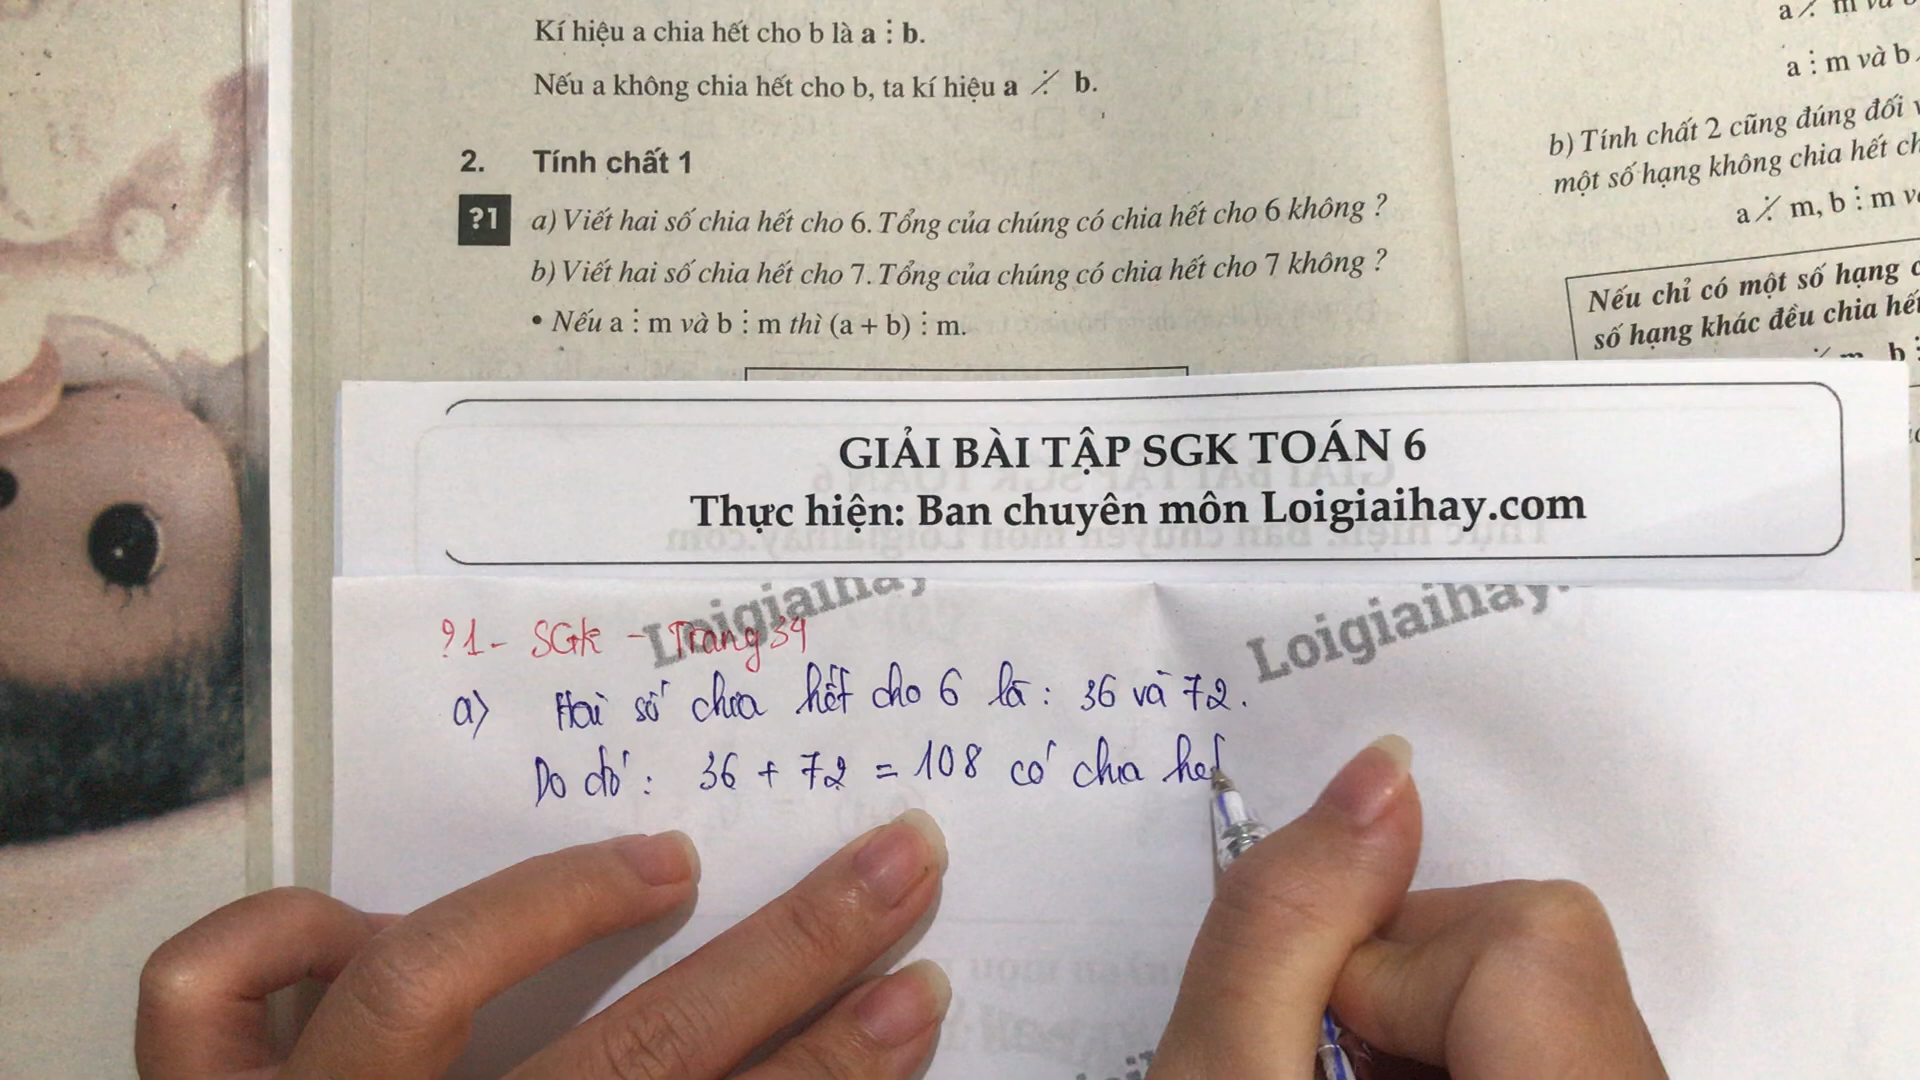 Kí hiệu a chia hết cho b là a ⋮ b.
Nếu a không chia hết cho b, ta kí hiệu a ⋮̸ b.
2. Tính chất 1
?1 a) Viết hai số chia hết cho 6. Tổng của chúng có chia hết cho 6 không ?
b) Viết hai số chia hết cho 7. Tổng của chúng có chia hết cho 7 không ?
• Nếu a ⋮ m và b ⋮ m thì (a + b) ⋮ m.
a ⋮̸ m và
a ⋮ m và b
b) Tính chất 2 cũng đúng đối
một số hạng không chia hết
a ⋮̸ m, b ⋮ m
Nếu chỉ có một số hạng
số hạng khác đều chia hết
GIẢI BÀI TẬP SGK TOÁN 6
Thực hiện: Ban chuyên môn Loigiaihay.com
Loigiaihay
Loigiaihay.
?1 - SGK - Trang 34
a) Hai số chia hết cho 6 là : 36 và 72.
Do đó : 36 + 72 = 108 có chia hết